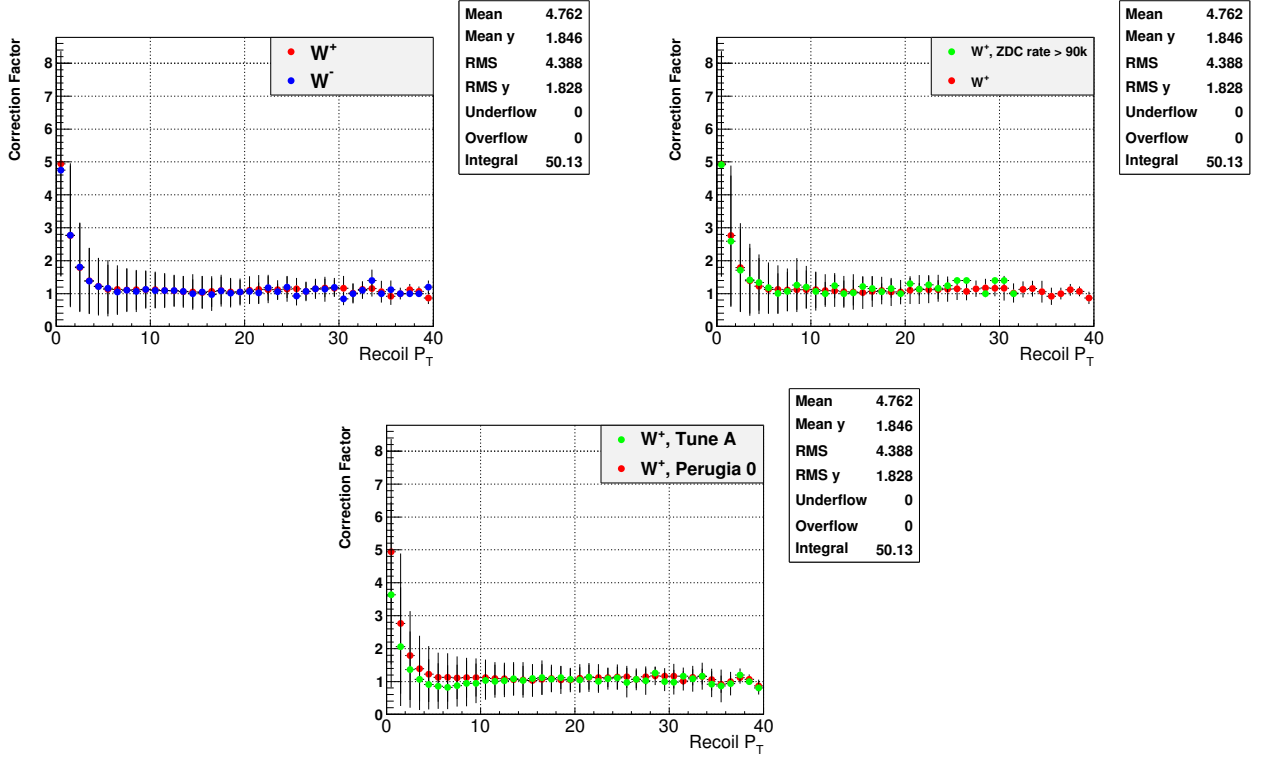 Mean 4.762
Mean y 1.846
RMS 4.388
RMS y 1.828
Underflow 0
Overflow 0
Integral 50.13
W+
W-
Correction Factor
8
7
6
5
4
3
2
1
0
0 10 20 30 40
Recoil PT
Mean 4.762
Mean y 1.846
RMS 4.388
RMS y 1.828
Underflow 0
Overflow 0
Integral 50.13
W+, ZDC rate > 90k
W+
Correction Factor
8
7
6
5
4
3
2
1
0
0 10 20 30 40
Recoil PT
Mean 4.762
Mean y 1.846
RMS 4.388
RMS y 1.828
Underflow 0
Overflow 0
Integral 50.13
W+, Tune A
W+, Perugia 0
Correction Factor
8
7
6
5
4
3
2
1
0
0 10 20 30 40
Recoil PT